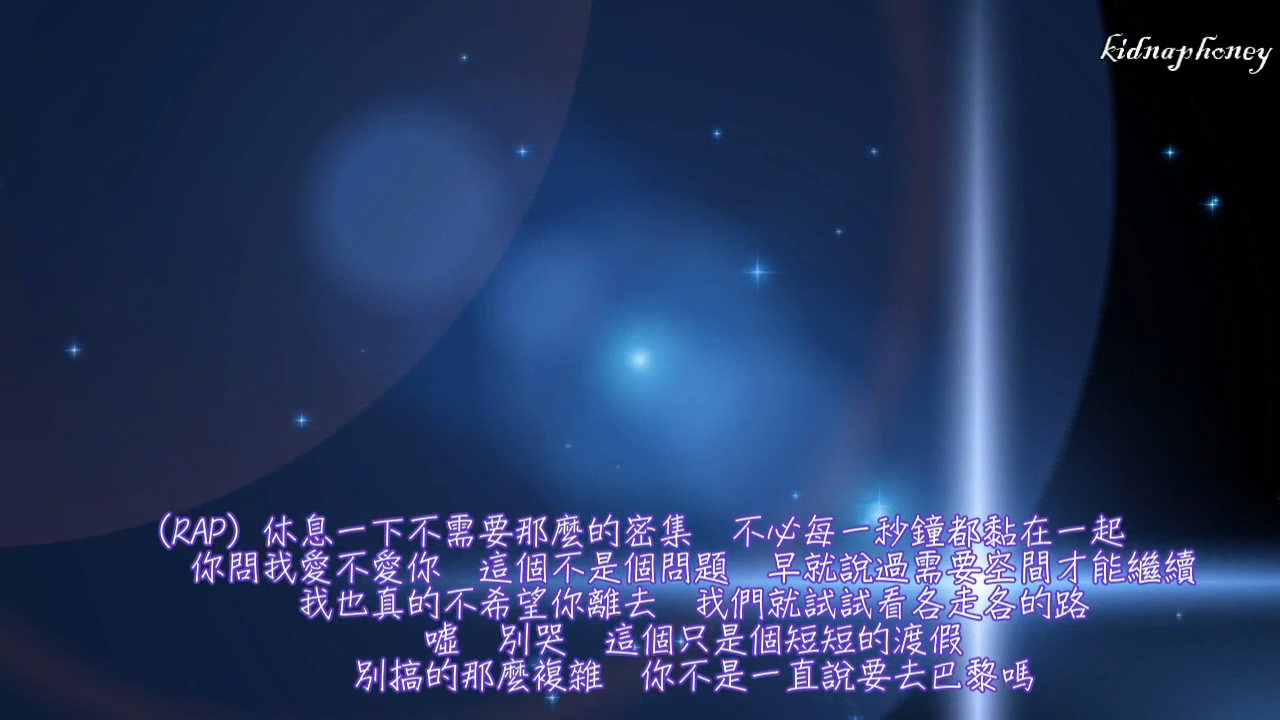 kidnaphoney
(RAP) 休息一下不需要那麼的密集　不必每一秒鐘都黏在一起
你問我愛不愛你　這個不是個問題　早就說過需要空間才能繼續
我也真的不希望你離去　我們就試試看各走各的路
噓　別哭　這個只是個短短的渡假
別搞的那麼複雜　你不是一直說要去巴黎嗎